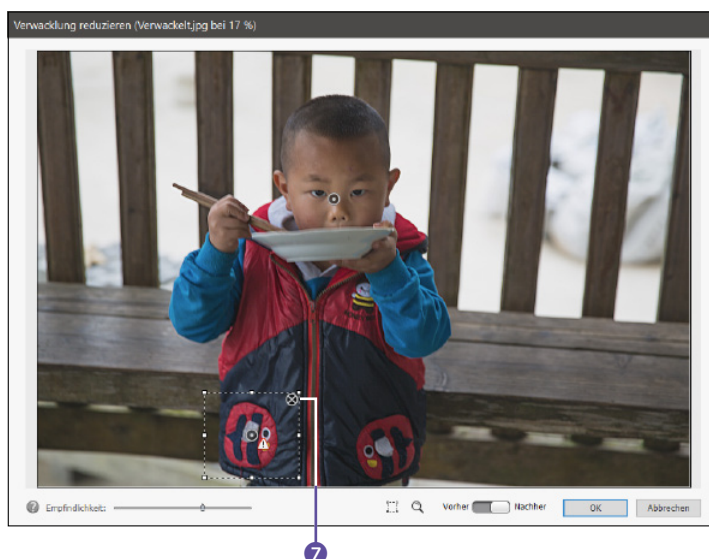 Verwacklung reduzieren (Verwackelt.jpg bei 17 %)
Empfindlichkeit: Vorher Nachher OK Abbrechen
7